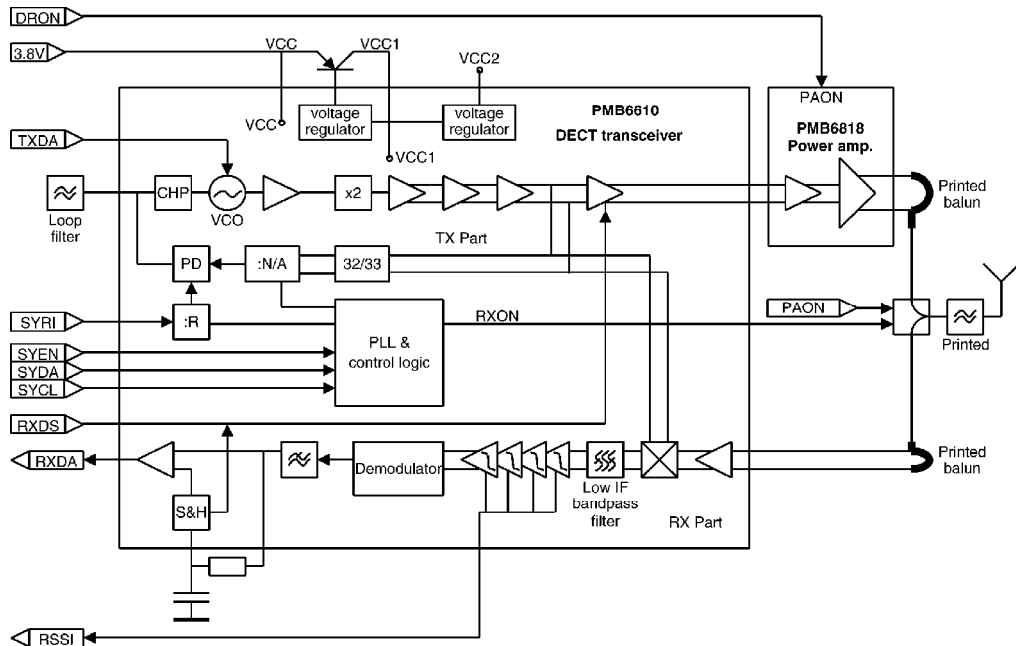 DRON
3.8V
VCC
VCC1
VCC2
PAON
PMB6610
DECT transceiver
PMB6818
Power amp.
voltage
regulator
voltage
regulator
VCC
VCC1
TXDA
CHP
VCO
x2
Loop
filter
Printed
balun
TX Part
PD
:N/A
32/33
SYRI
:R
PLL &
control logic
RXON
PAON
Printed
SYEN
SYDA
SYCL
RXDS
RXDA
Demodulator
Low IF
bandpass
filter
Printed
balun
S&H
RX Part
RSSI